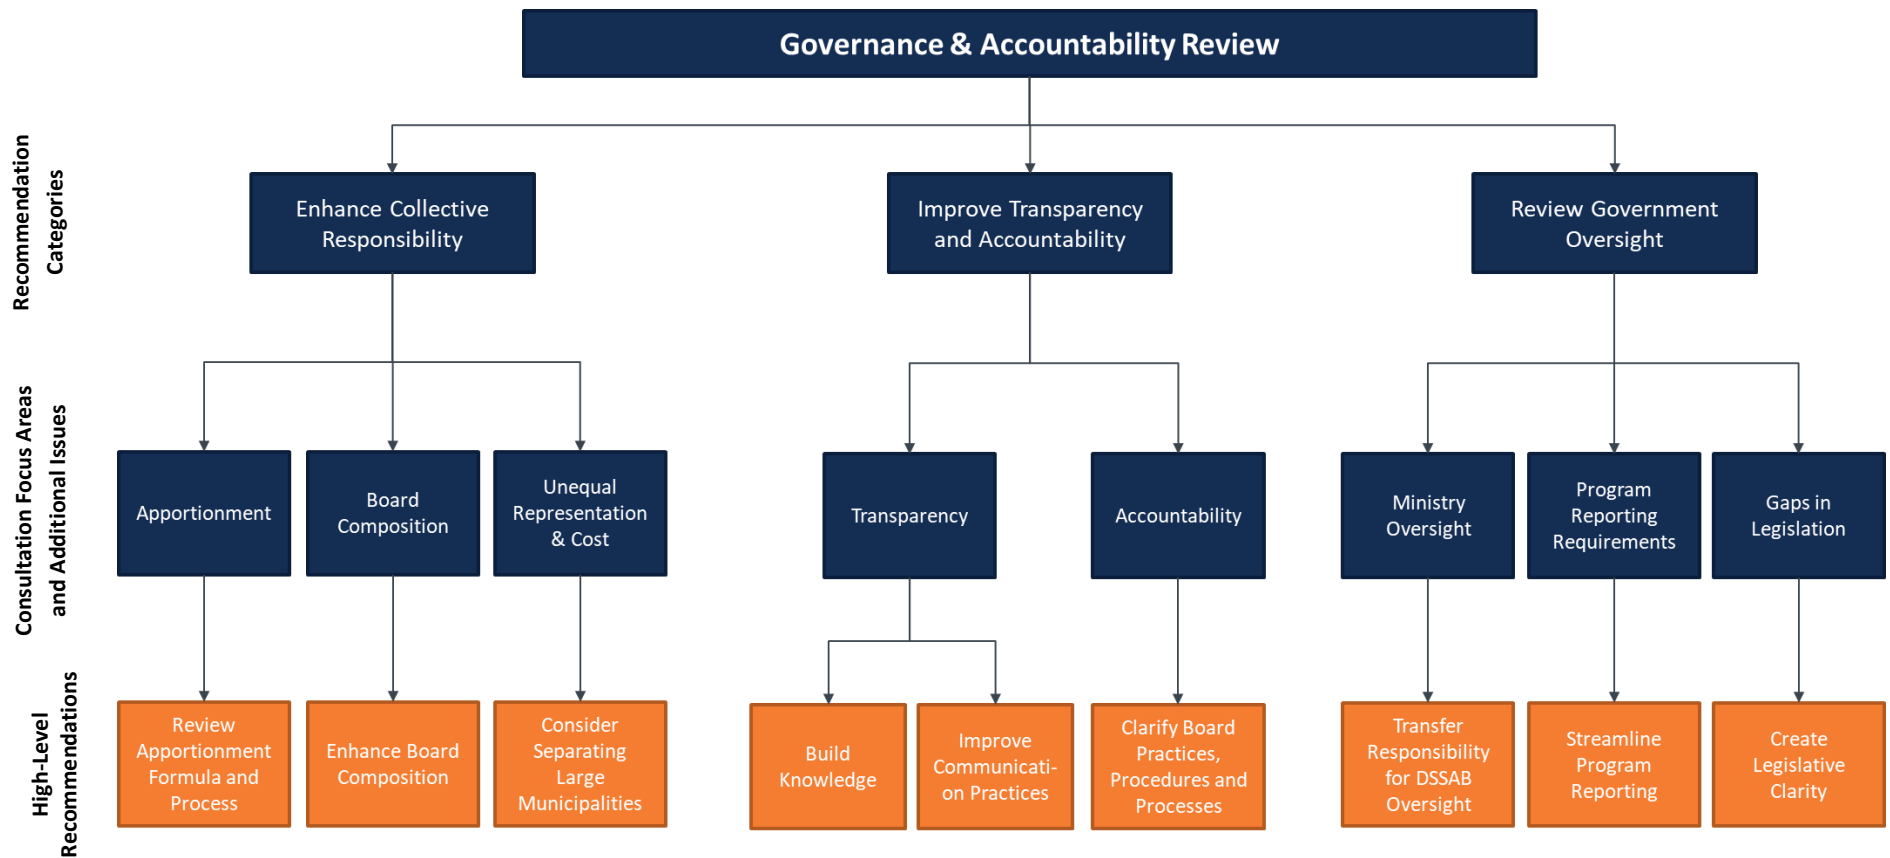 Governance & Accountability Review
Recommendation
Categories
Enhance Collective
Responsibility
Improve Transparency
and Accountability
Review Government
Oversight
Consultation Focus Areas
and Additional Issues
Apportionment
Board
Composition
Unequal
Representation
& Cost
Transparency
Accountability
Ministry
Oversight
Program
Reporting
Requirements
Gaps in
Legislation
High-Level
Recommendations
Review
Apportionment
Formula and
Process
Enhance Board
Composition
Consider
Separating
Large
Municipalities
Build
Knowledge
Improve
Communicati-
on Practices
Clarify Board
Practices,
Procedures and
Processes
Transfer
Responsibility
for DSSAB
Oversight
Streamline
Program
Reporting
Create
Legislative
Clarity